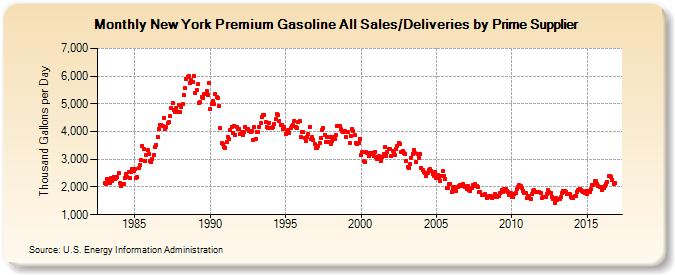 Monthly New York Premium Gasoline All Sales/Deliveries by Prime Supplier
Thousand Gallons per Day
7,000
6,000
5,000
4,000
3,000
2,000
1,000
1985 1990 1995 2000 2005 2010 2015
Source: U.S. Energy Information Administration